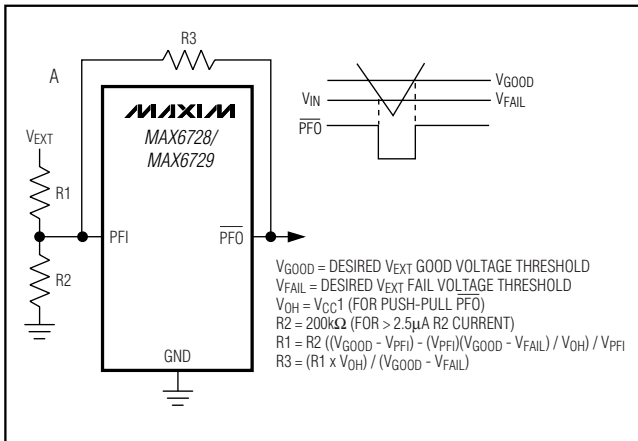 R3
A
MAXIM
MAX6728/
MAX6729
VEXT
R1
PFI
PFO
R2
GND
VGOOD
VIN
VFAIL
PFO
VGOOD = DESIRED VEXT GOOD VOLTAGE THRESHOLD
VFAIL = DESIRED VEXT FAIL VOLTAGE THRESHOLD
VOH = VCC1 (FOR PUSH-PULL PFO)
R2 = 200kΩ (FOR > 2.5μA R2 CURRENT)
R1 = R2 ((VGOOD - VPFI) - (VPFI)(VGOOD - VFAIL) / VOH) / VPFI
R3 = (R1 x VOH) / (VGOOD - VFAIL)